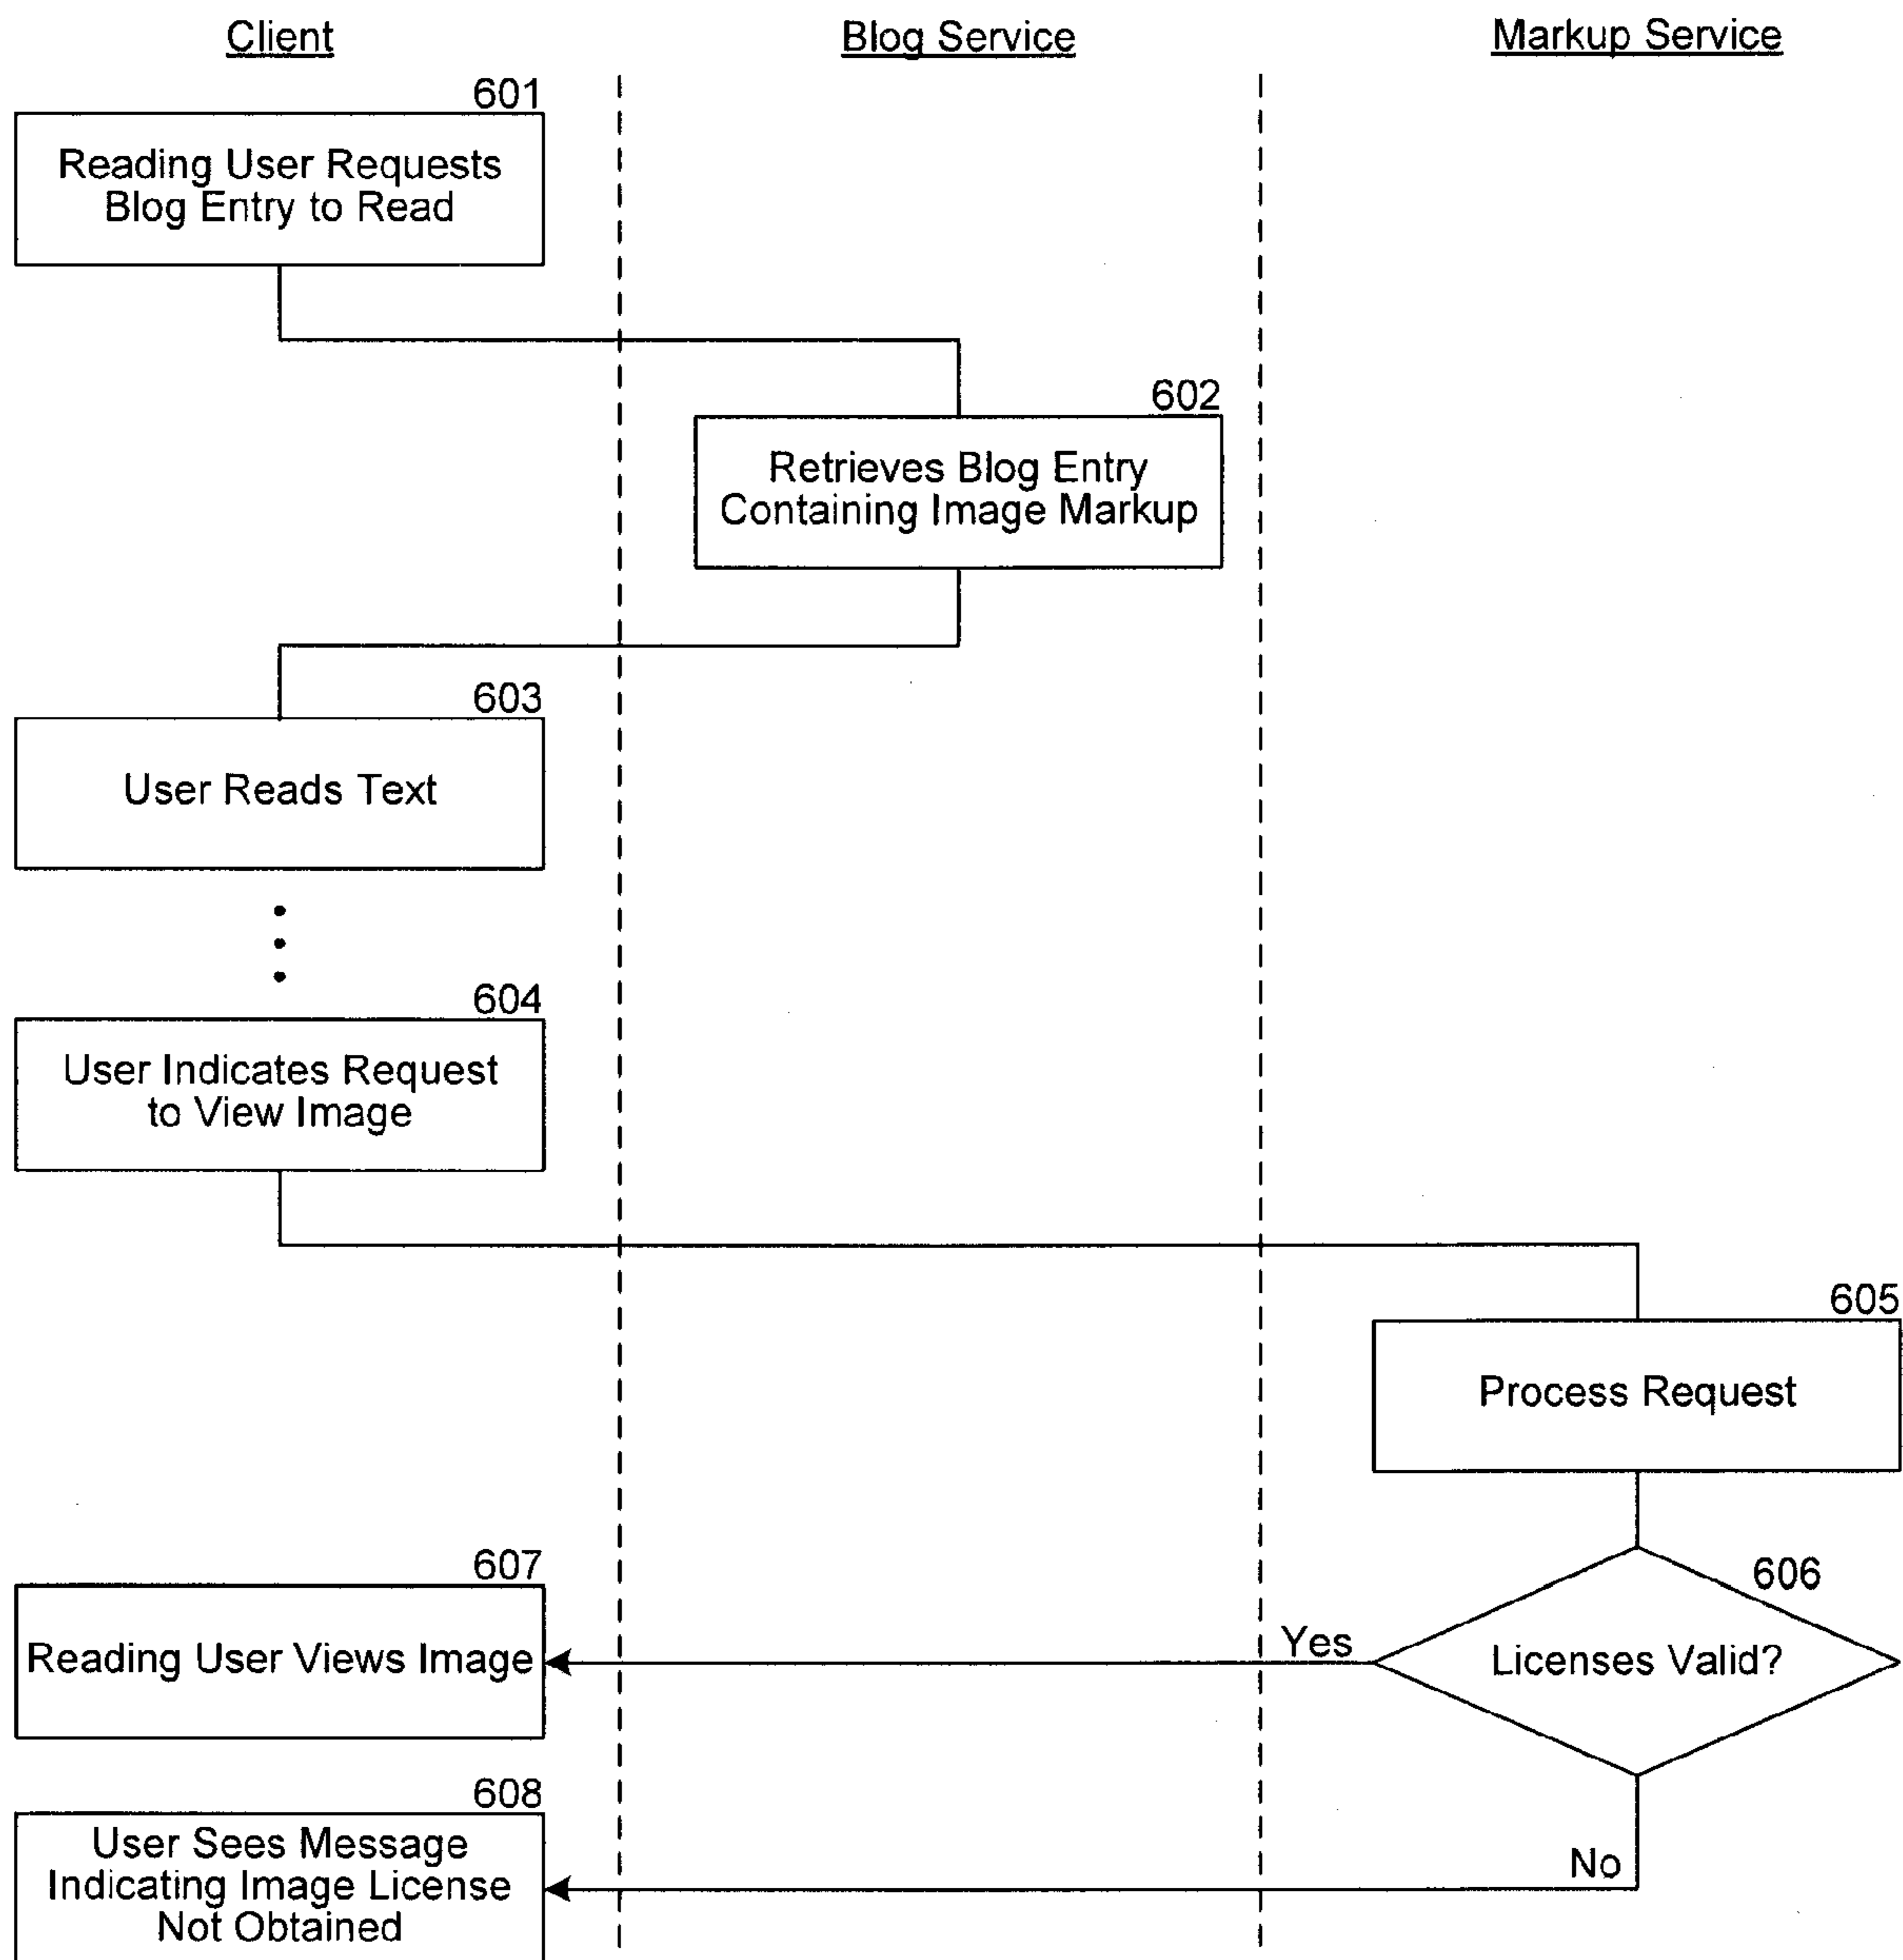 Client
Blog Service
Markup Service
601
Reading User Requests
Blog Entry to Read
602
Retrieves Blog Entry
Containing Image Markup
603
User Reads Text
604
User Indicates Request
to View Image
605
Process Request
606
Licenses Valid?
Yes
607
Reading User Views Image
No
608
User Sees Message
Indicating Image License
Not Obtained